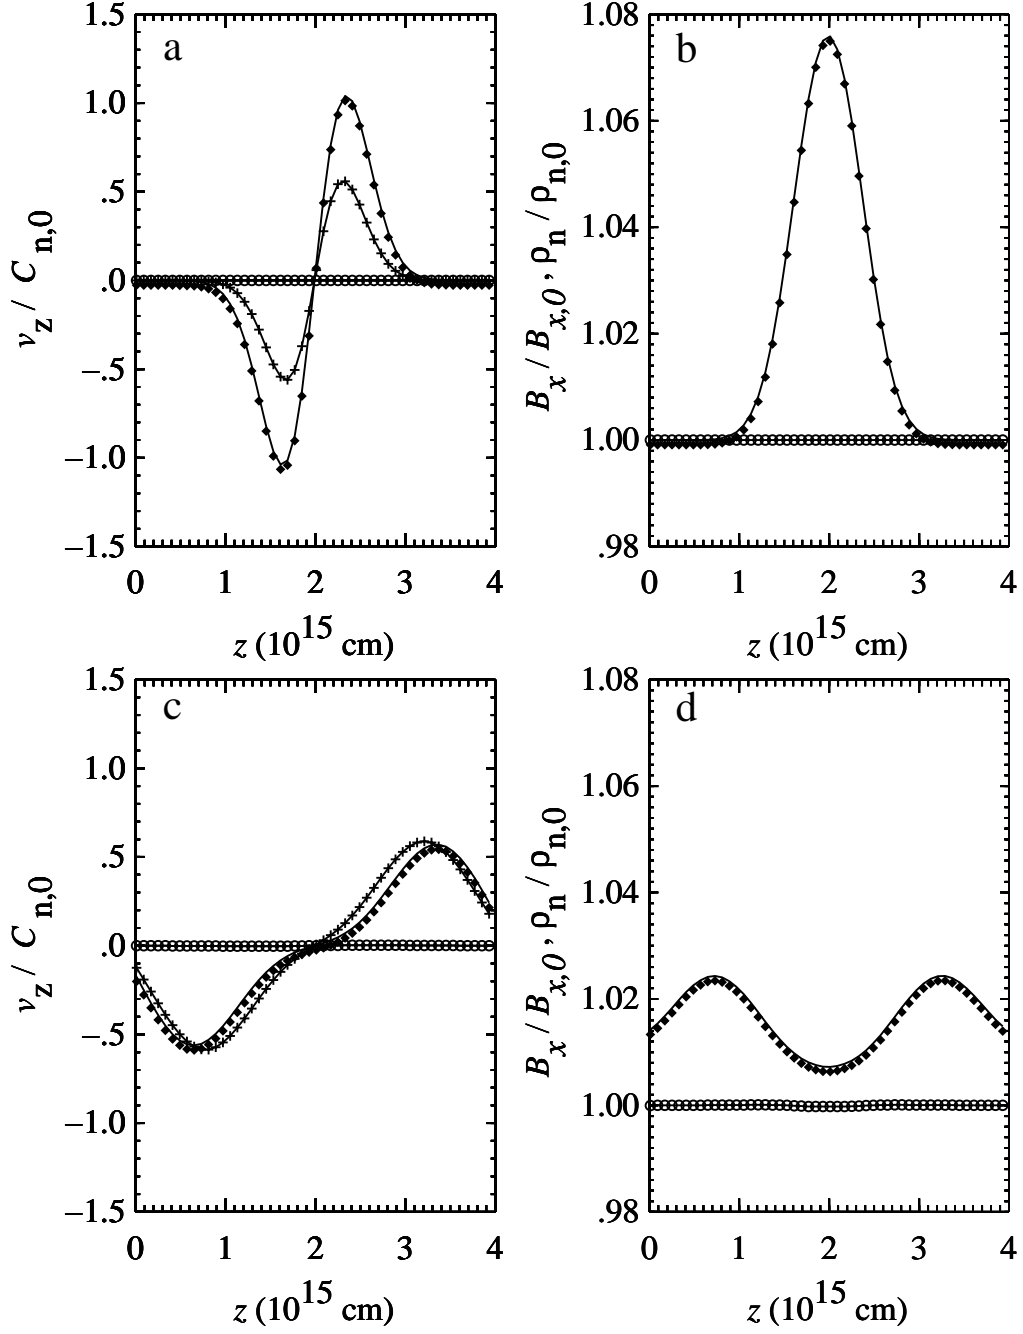 a
1.5
1.0
.5
.0
–.5
–1.0
–1.5
0 1 2 3 4
v_z / C_n,0
z (10^15 cm)
b
1.08
1.06
1.04
1.02
1.00
.98
0 1 2 3 4
B_x / B_x,0 , ρ_n / ρ_n,0
z (10^15 cm)
c
1.5
1.0
.5
.0
–.5
–1.0
–1.5
0 1 2 3 4
v_z / C_n,0
z (10^15 cm)
d
1.08
1.06
1.04
1.02
1.00
.98
0 1 2 3 4
B_x / B_x,0 , ρ_n / ρ_n,0
z (10^15 cm)